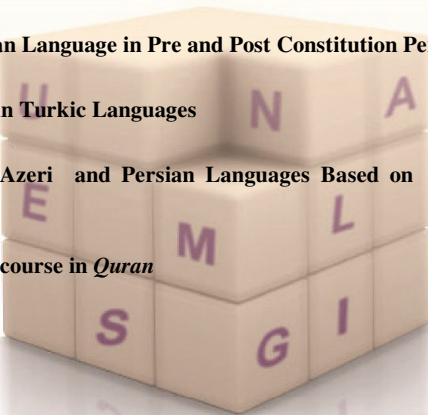 an Language in Pre and Post Constitution Pe
U N A
n Turkic Languages
Azeri and Persian Languages Based on
E M L
course in Quran
S G I